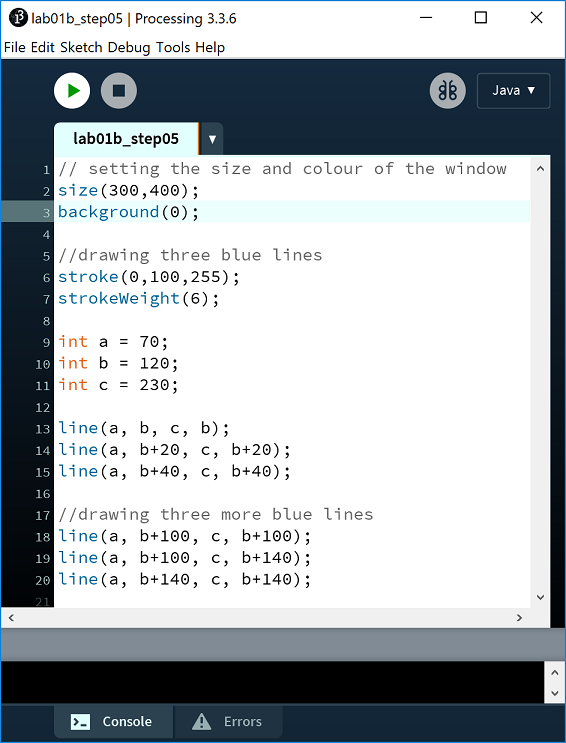 lab01b_step05 | Processing 3.3.6
File Edit Sketch Debug Tools Help
Java ▼
lab01b_step05 ▼
1 // setting the size and colour of the window
2 size(300,400);
3 background(0);
4
5 //drawing three blue lines
6 stroke(0,100,255);
7 strokeWeight(6);
8
9 int a = 70;
10 int b = 120;
11 int c = 230;
12
13 line(a, b, c, b);
14 line(a, b+20, c, b+20);
15 line(a, b+40, c, b+40);
16
17 //drawing three more blue lines
18 line(a, b+100, c, b+100);
19 line(a, b+100, c, b+140);
20 line(a, b+140, c, b+140);
21
Console Errors